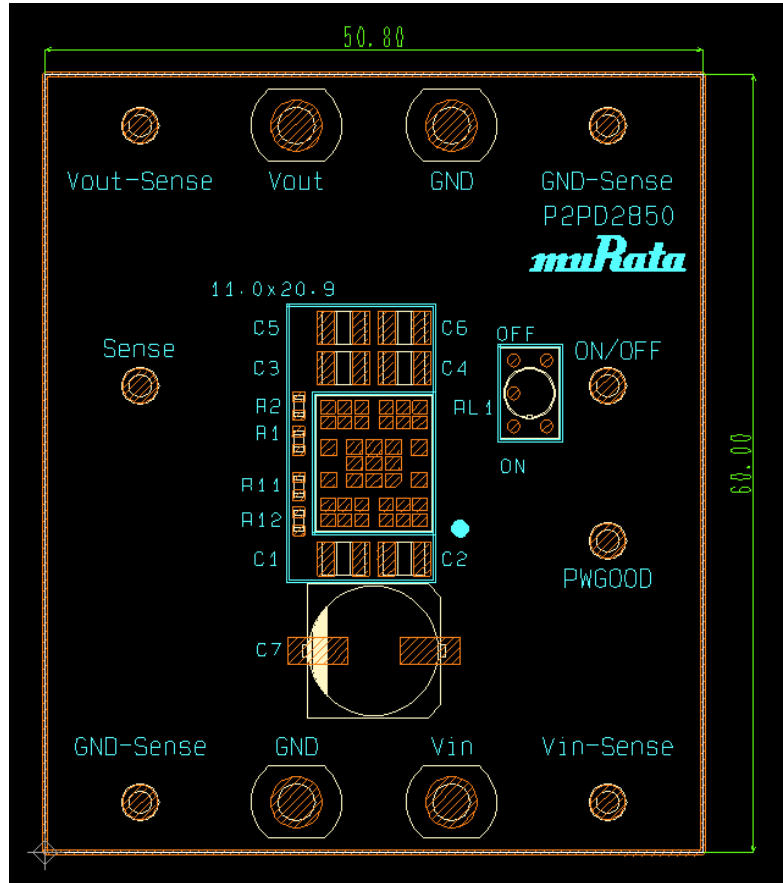 50.80
Vout-Sense Vout GND GND-Sense
P2PD2850
muRata
11.0x20.9
C5 C6 OFF
Sense ON/OFF
C3 C4
R2 RL1
R1
ON
R11
R12
C1 C2
PWGOOD
C7
GND-Sense GND Vin Vin-Sense
60.00